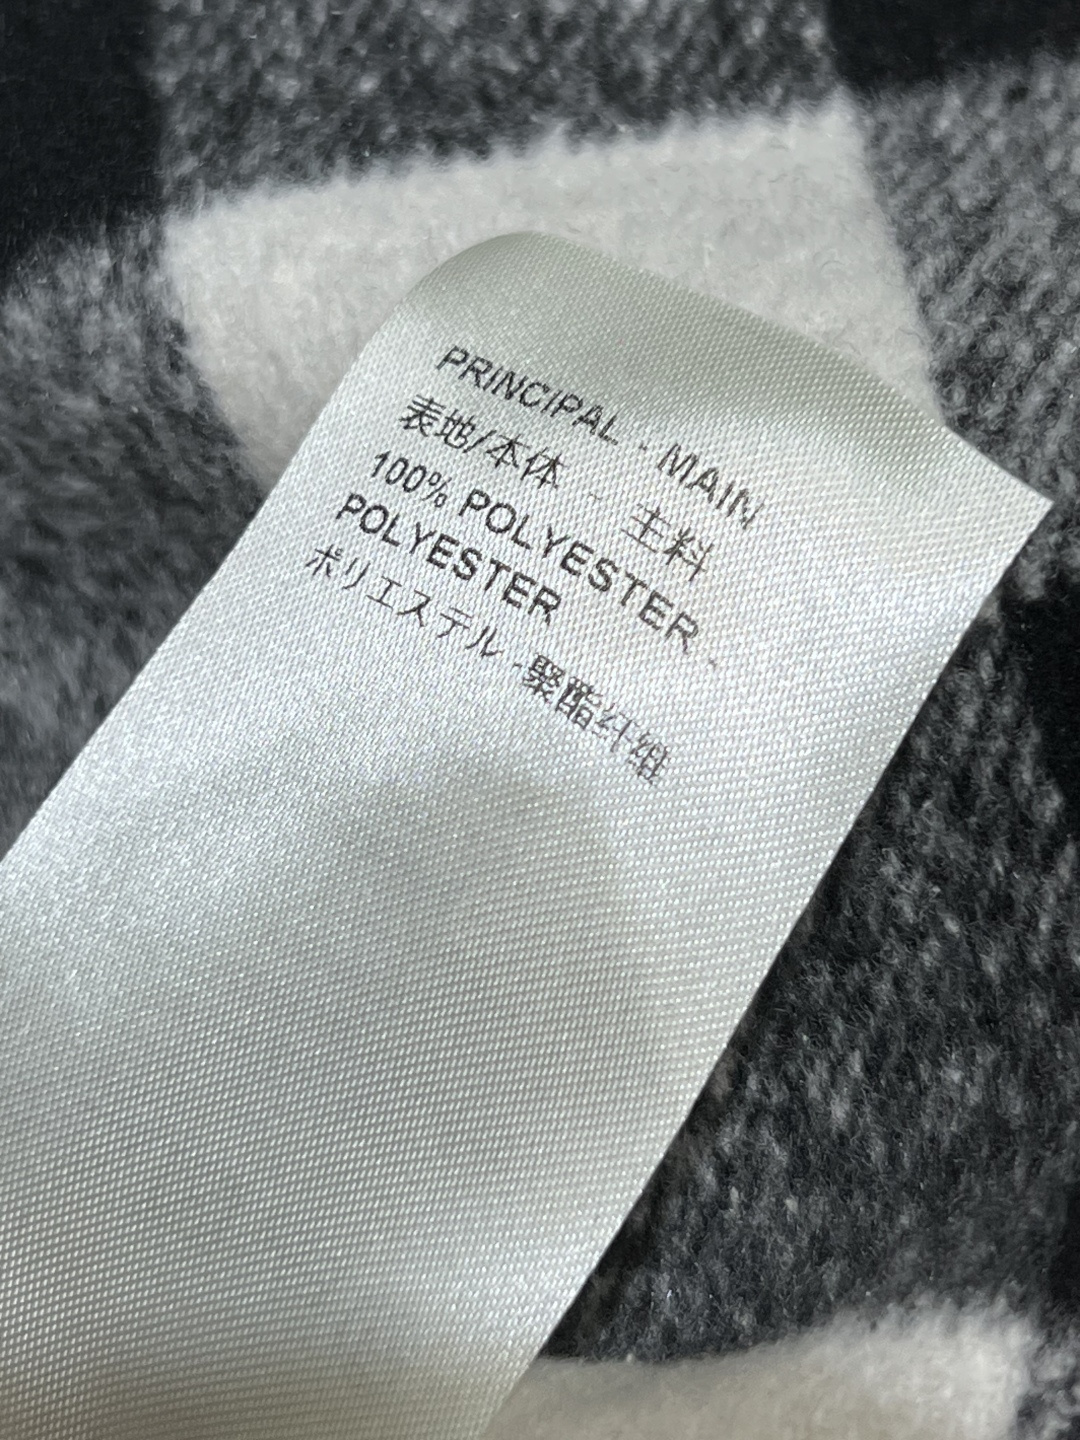 PRINCIPAL - MAIN
表地/本体 - 主料
100% POLYESTER -
POLYESTER
ポリエステル -聚酯纤维